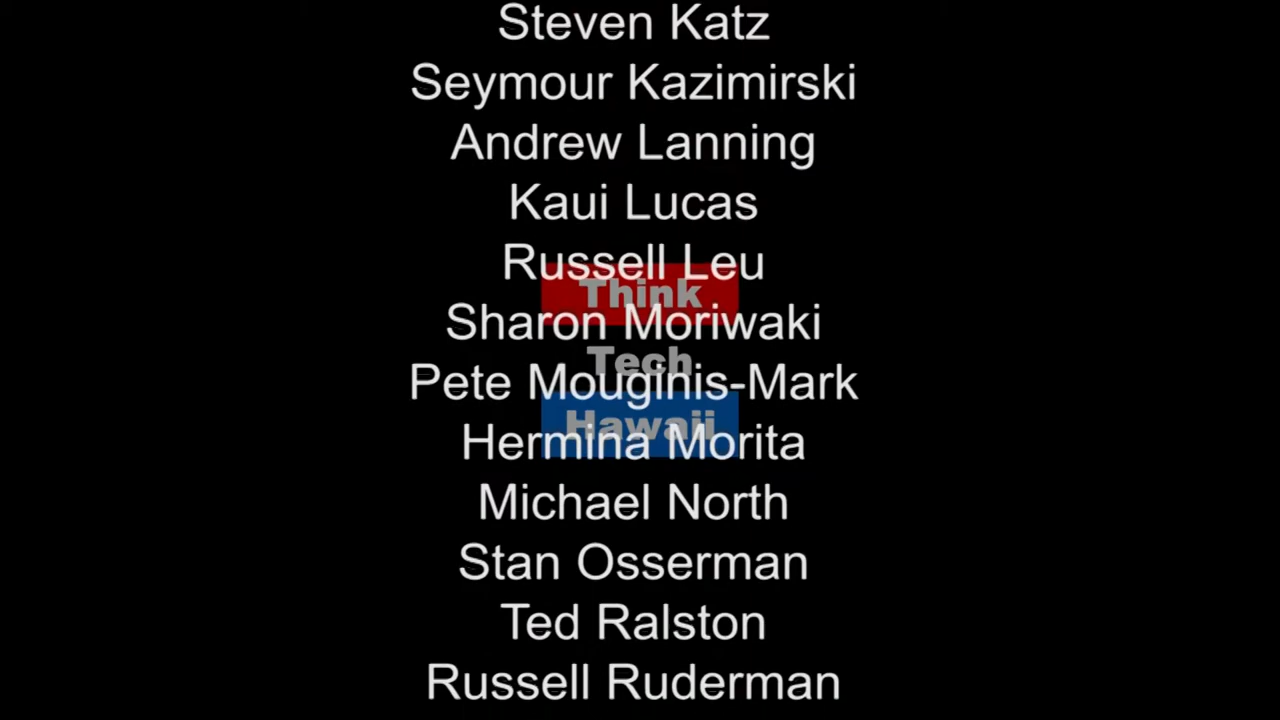 Steven Katz
Seymour Kazimirski
Andrew Lanning
Kaui Lucas
Russell Leu
Think
Sharon Moriwaki
Tech
Pete Mouginis-Mark
Hawaii
Hermina Morita
Michael North
Stan Osserman
Ted Ralston
Russell Ruderman